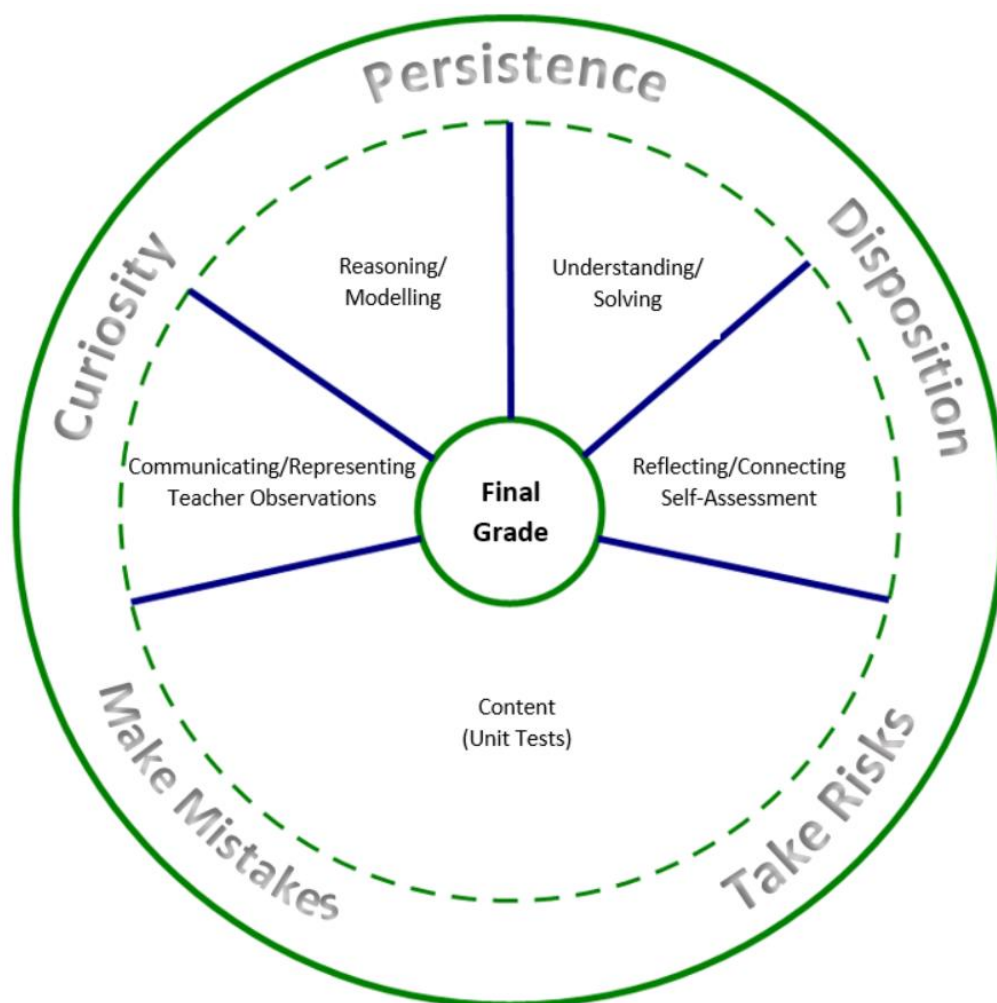 Persistence
Curiosity
Disposition
Reasoning/
Modelling
Understanding/
Solving
Communicating/Representing
Teacher Observations
Final
Grade
Reflecting/Connecting
Self-Assessment
Content
(Unit Tests)
Make Mistakes
Take Risks